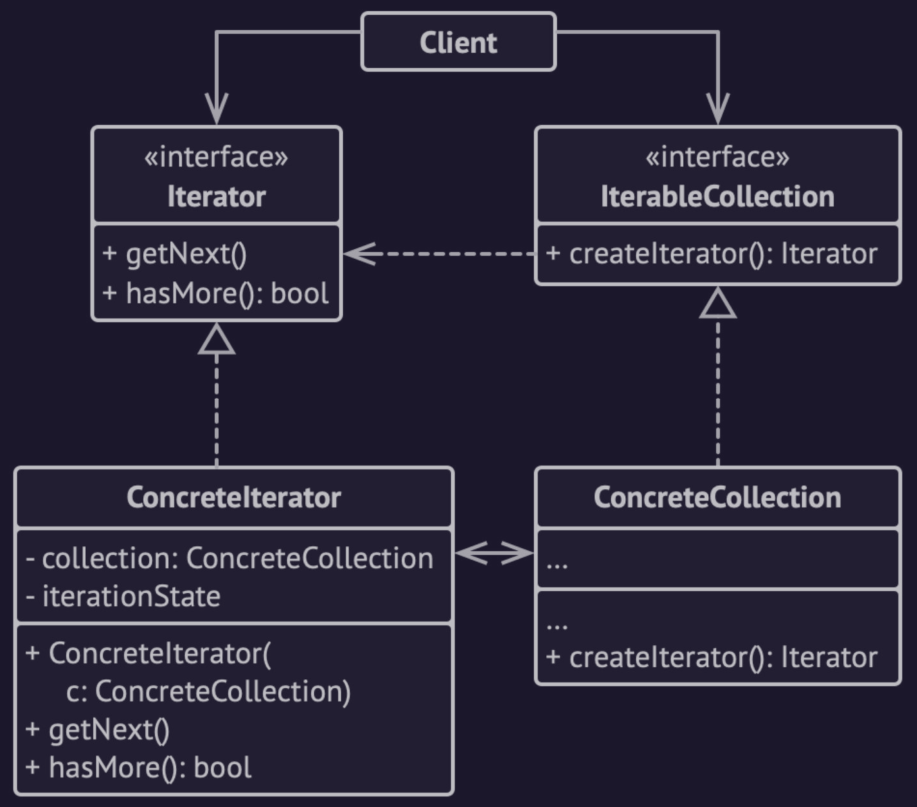 Client
«interface»
Iterator
+ getNext()
+ hasMore(): bool
«interface»
IterableCollection
+ createIterator(): Iterator
ConcreteIterator
- collection: ConcreteCollection
- iterationState
+ ConcreteIterator(
c: ConcreteCollection)
+ getNext()
+ hasMore(): bool
ConcreteCollection
...
...
+ createIterator(): Iterator